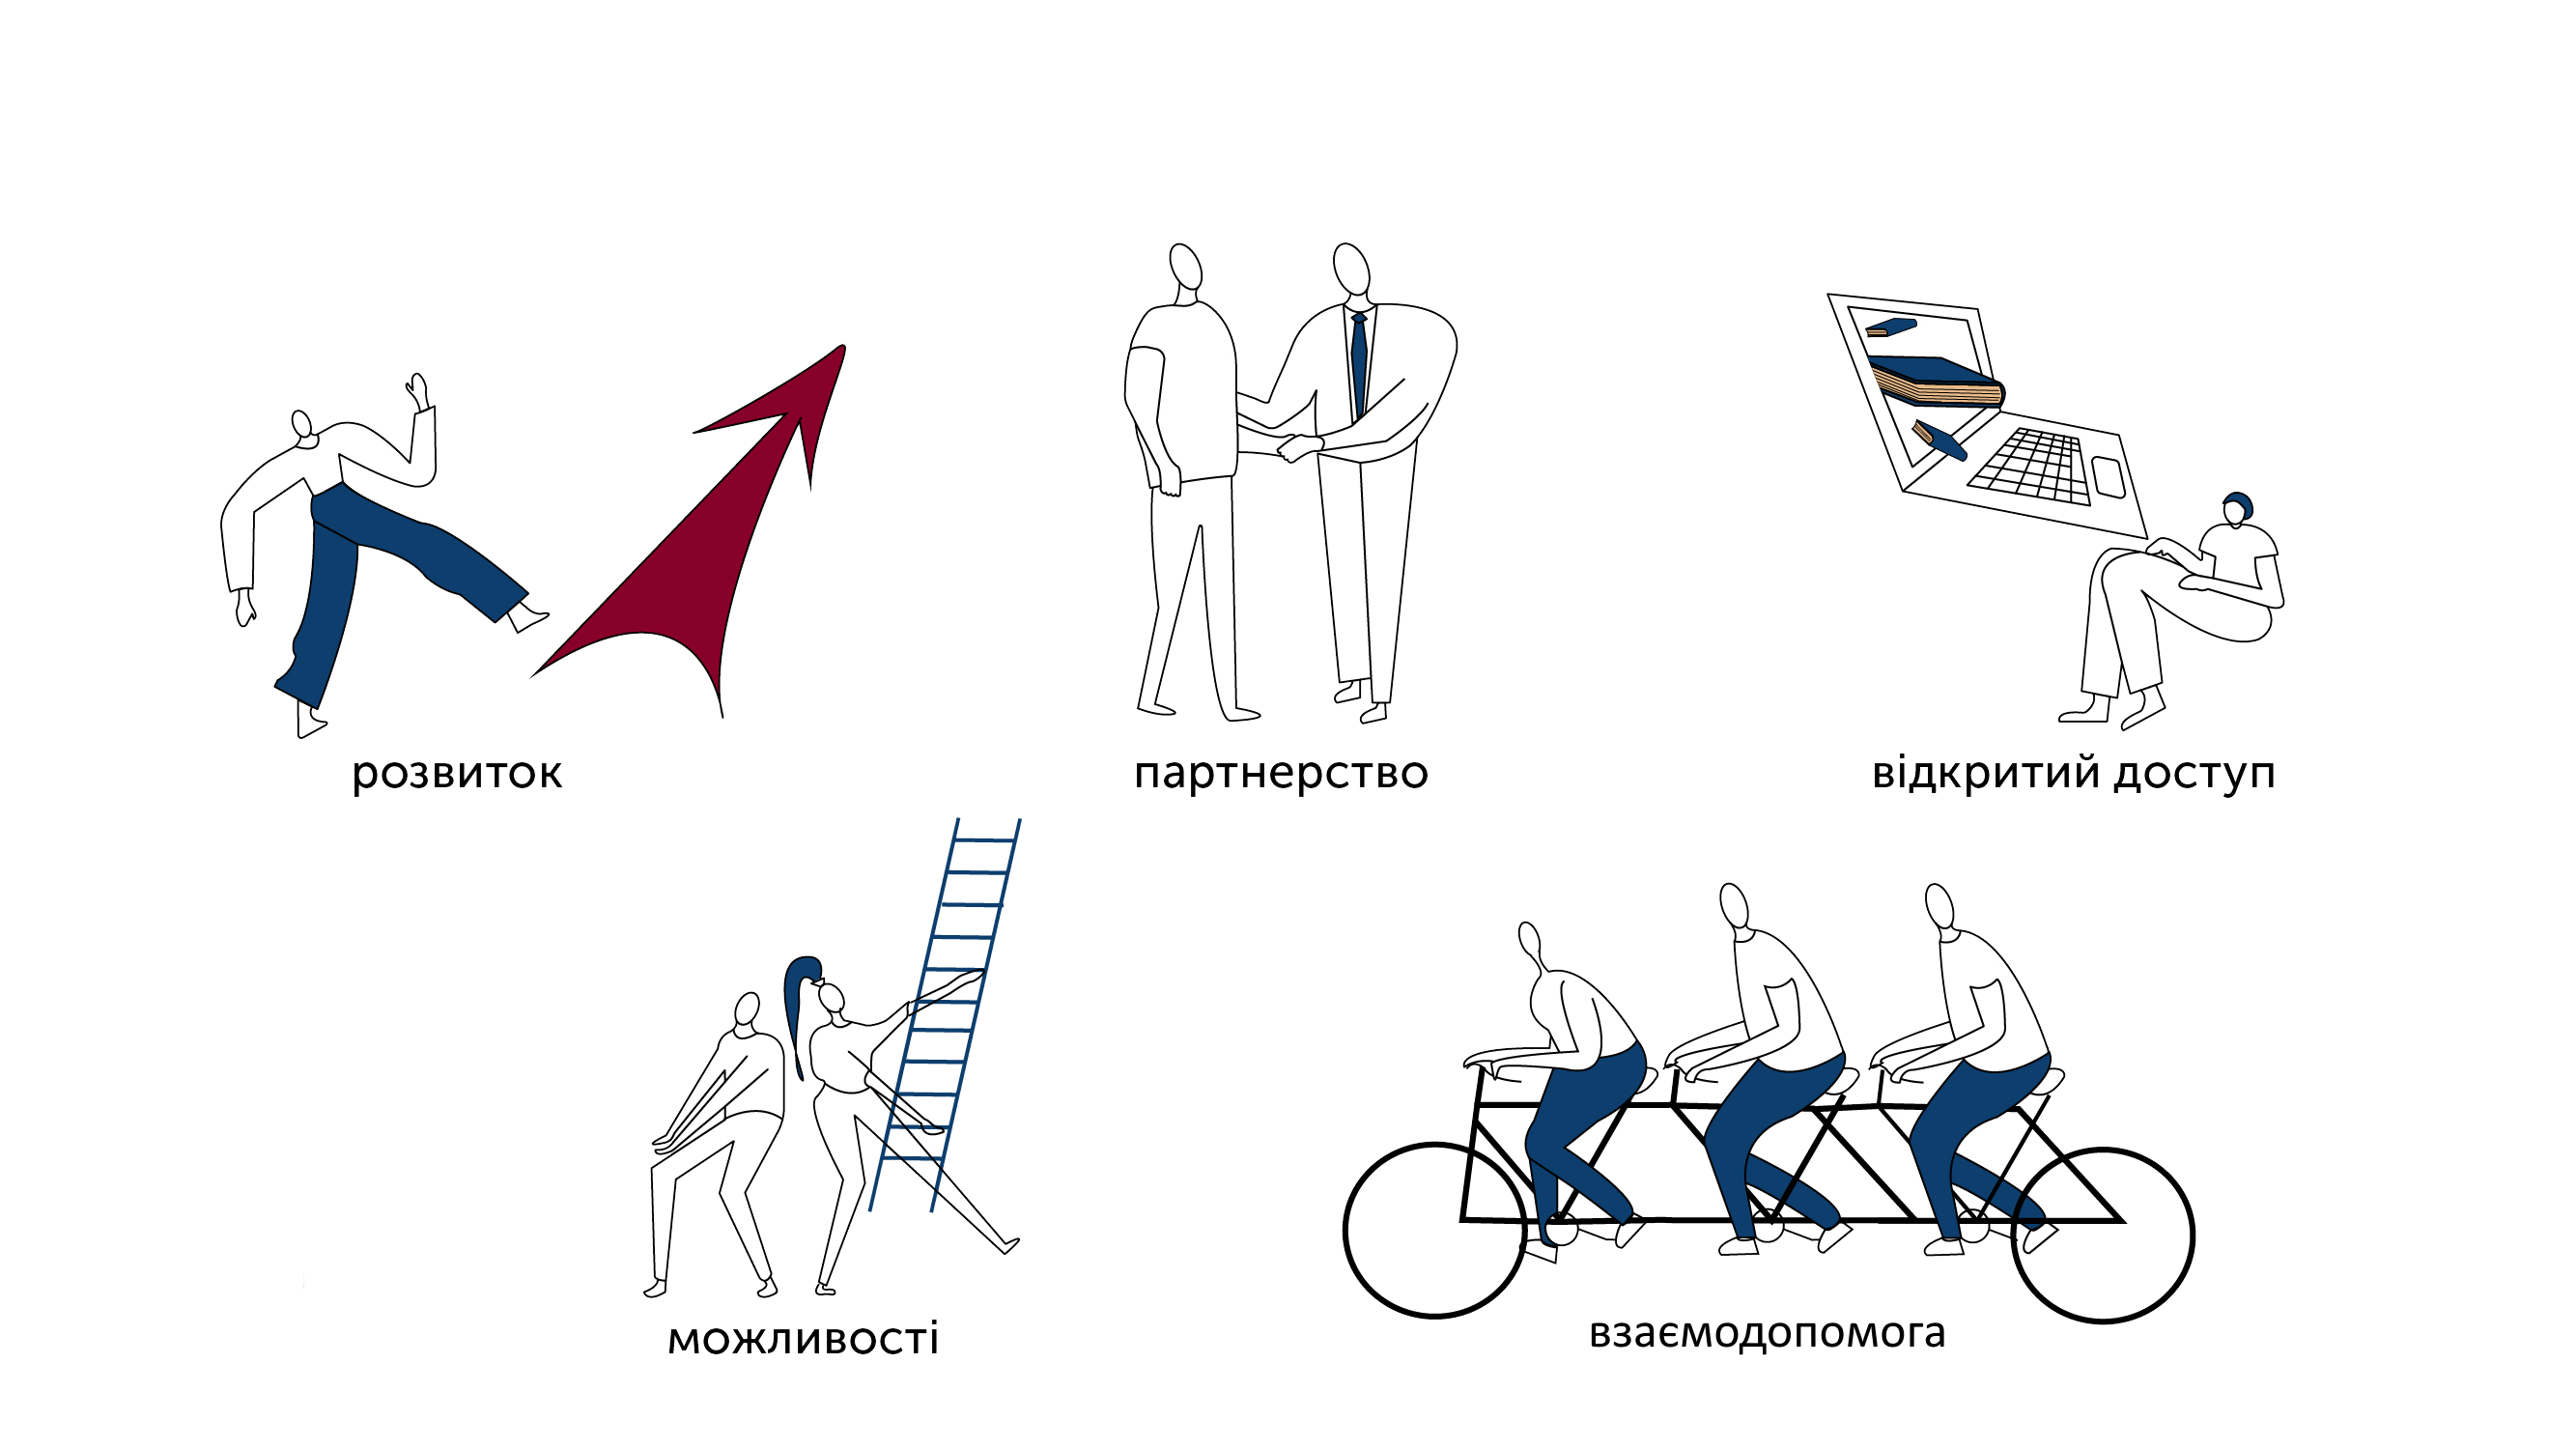 розвиток
партнерство
відкритий доступ
можливості
взаємодопомога